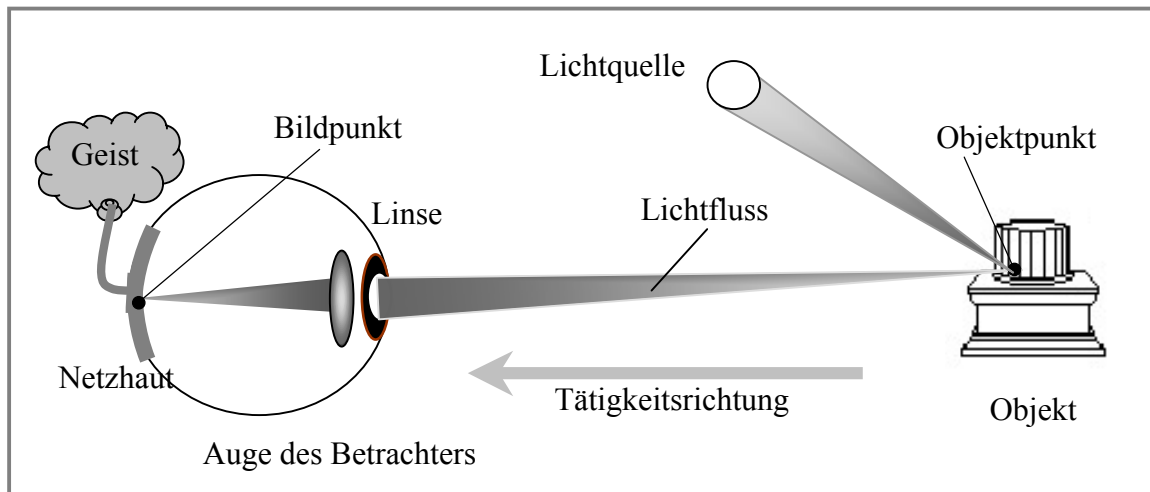 Lichtquelle
Bildpunkt
Objektpunkt
Geist
Linse
Lichtfluss
Netzhaut
Tätigkeitsrichtung
Objekt
Auge des Betrachters